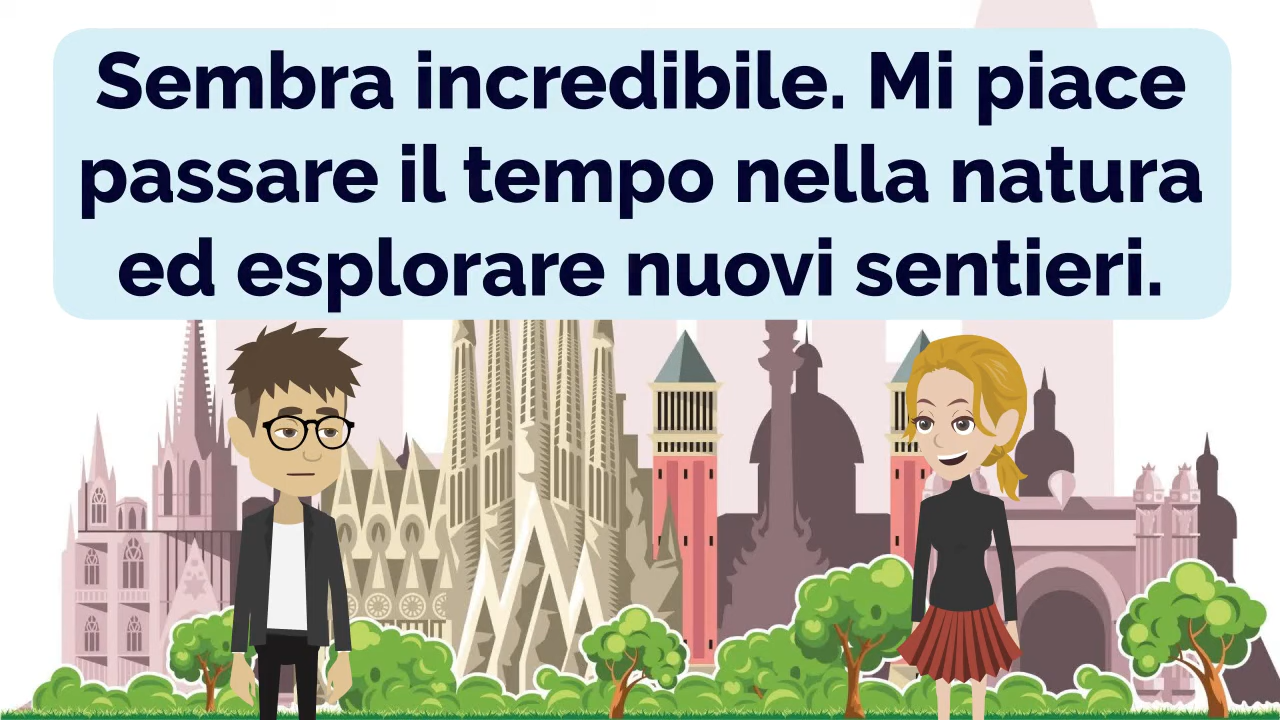 Sembra incredibile. Mi piace
passare il tempo nella natura
ed esplorare nuovi sentieri.